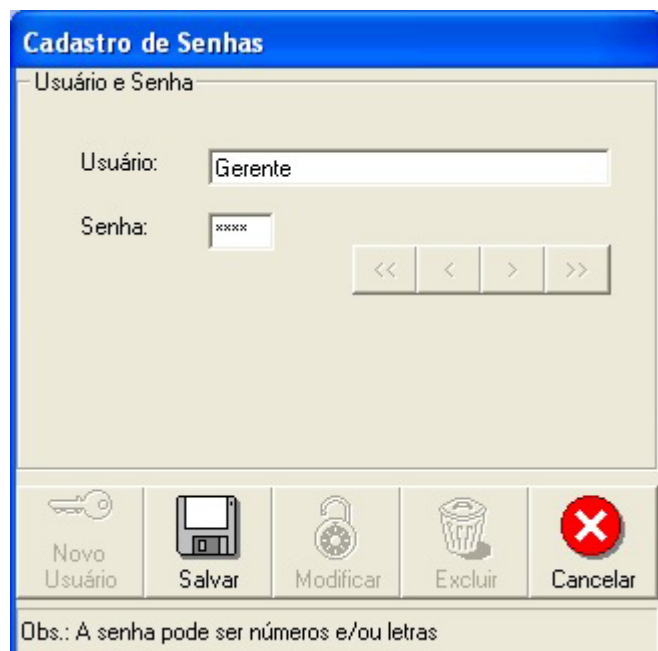 Cadastro de Senhas
Usuário e Senha
Usuário: Gerente
Senha: ****
<< < > >>
Novo Usuário
Salvar
Modificar
Excluir
Cancelar
Obs.: A senha pode ser números e/ou letras